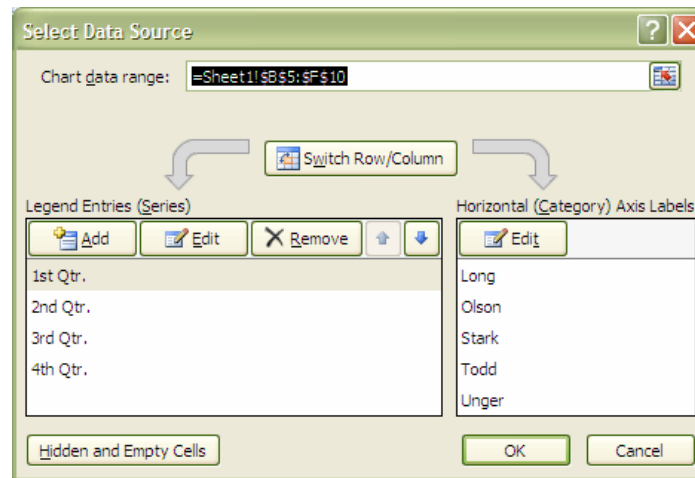 Select Data Source
? X
Chart data range: =Sheet1!$B$5:$F$10
Switch Row/Column
Legend Entries (Series)
Add Edit Remove
1st Qtr.
2nd Qtr.
3rd Qtr.
4th Qtr.
Horizontal (Category) Axis Labels
Edit
Long
Olson
Stark
Todd
Unger
Hidden and Empty Cells
OK Cancel